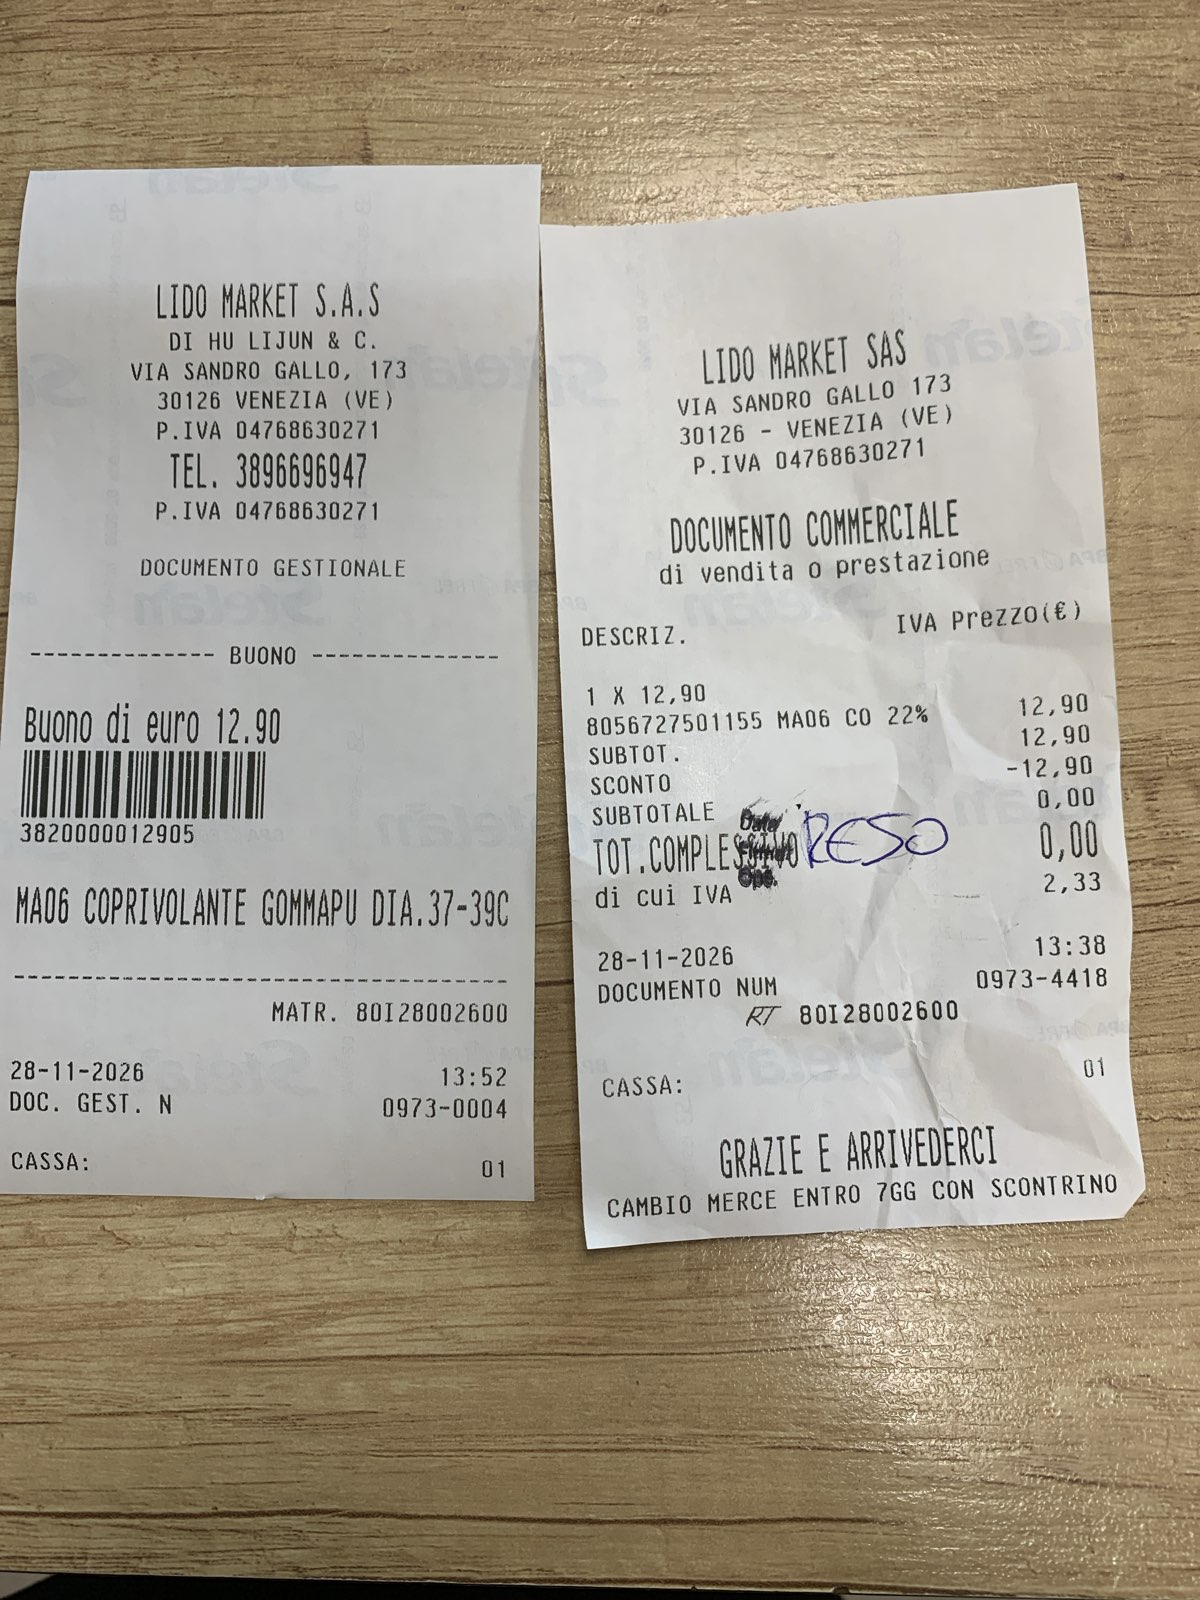 LIDO MARKET S.A.S
DI HU LIJUN & C.
VIA SANDRO GALLO, 173
30126 VENEZIA (VE)
P.IVA 04768630271
TEL. 3896696947
P.IVA 04768630271
DOCUMENTO GESTIONALE
--------------- BUONO ---------------
Buono di euro 12.90
3820000012905
MA06 COPRIVOLANTE GOMMAPU DIA.37-39C
MATR. 80I28002600
28-11-2026 13:52
DOC. GEST. N 0973-0004
CASSA: 01
LIDO MARKET SAS
VIA SANDRO GALLO 173
30126 - VENEZIA (VE)
P.IVA 04768630271
DOCUMENTO COMMERCIALE
di vendita o prestazione
DESCRIZ. IVA Prezzo(€)
1 X 12,90
8056727501155 MA06 CO 22% 12,90
SUBTOT. 12,90
SCONTO -12,90
SUBTOTALE 0,00
TOT.COMPLESSIVO RESO 0,00
di cui IVA 2,33
28-11-2026 13:38
DOCUMENTO NUM 0973-4418
RT 80I28002600
CASSA: 01
GRAZIE E ARRIVEDERCI
CAMBIO MERCE ENTRO 7GG CON SCONTRINO